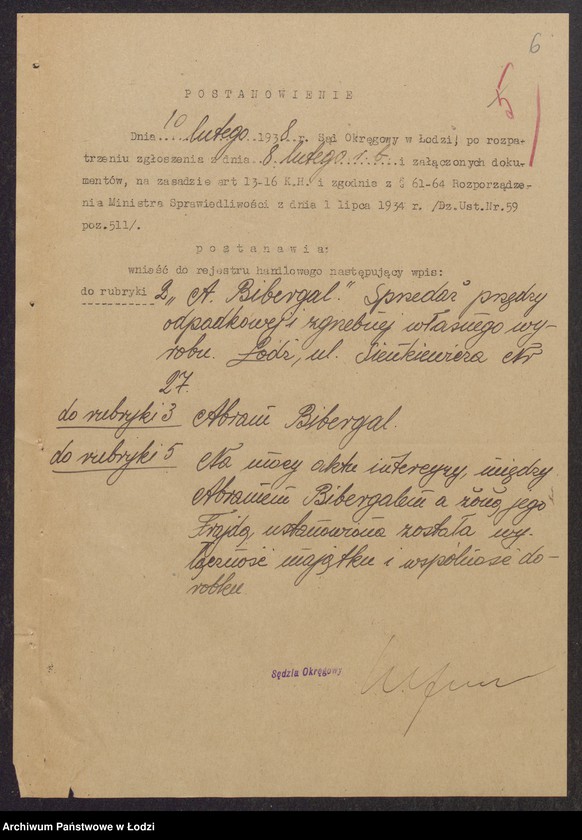 6
5
POSTANOWIENIE
Dnia 10 lutego 1938 r. Sąd Okręgowy w Łodzi, po rozpa-
trzeniu zgłoszenia z dnia 8 lutego r. b. i załączonych doku-
mentów, na zasadzie art 13-16 K.H. i zgodnie z § 61-64 Rozporządze-
nia Ministra Sprawiedliwości z dnia 1 lipca 1934 r. /Dz.Ust.Nr.59
poz.511/.
postanawia:
wnieść do rejestru handlowego następujący wpis:
do rubryki 2 „A. Bibergal." Sprzedaż przędzy
odpadkowej i zgrzebnej własnego wy-
robu. Łódź, ul. Sienkiewicza Nr
27.
do rubryki 3 Abram Bibergal.
do rubryki 5 Na mocy aktu intercyzy, między
Abramem Bibergalem a żoną jego
Frajdą, ustanowiona została wy-
łączność majątku i wspólność do-
robku
Sędzia Okręgowy
Archiwum Państwowe w Łodzi